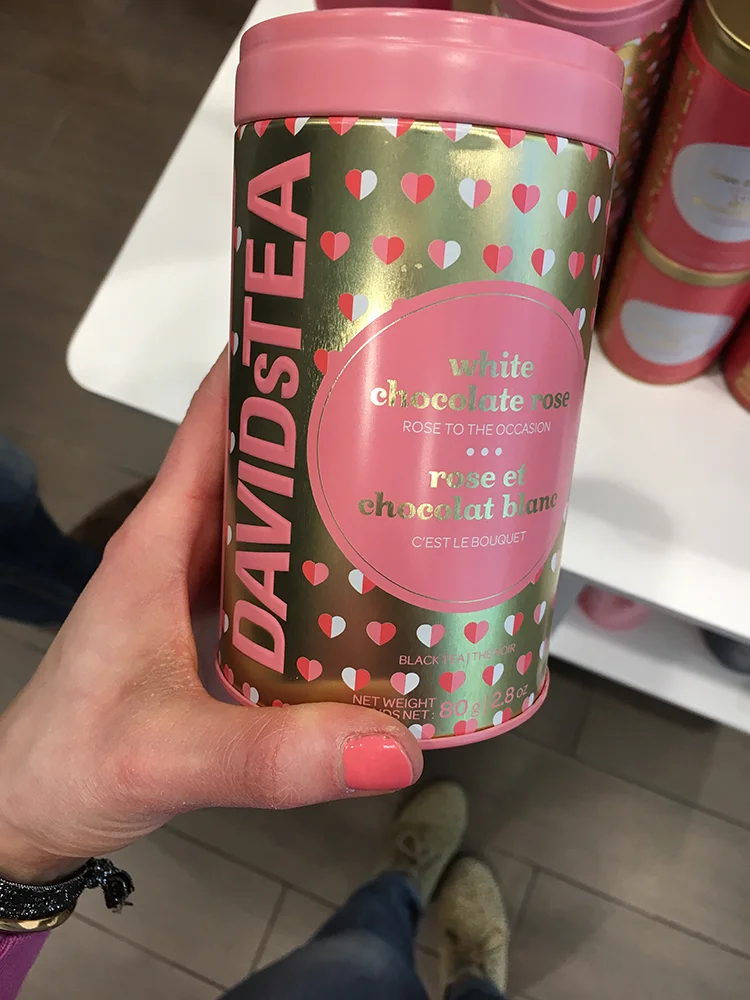 DAVIDsTEA
white
chocolate rose
ROSE TO THE OCCASION
rose et
chocolat blanc
C'EST LE BOUQUET
BLACK TEA | THÉ NOIR
NET WEIGHT
NET : 80 g | 2.8 oz